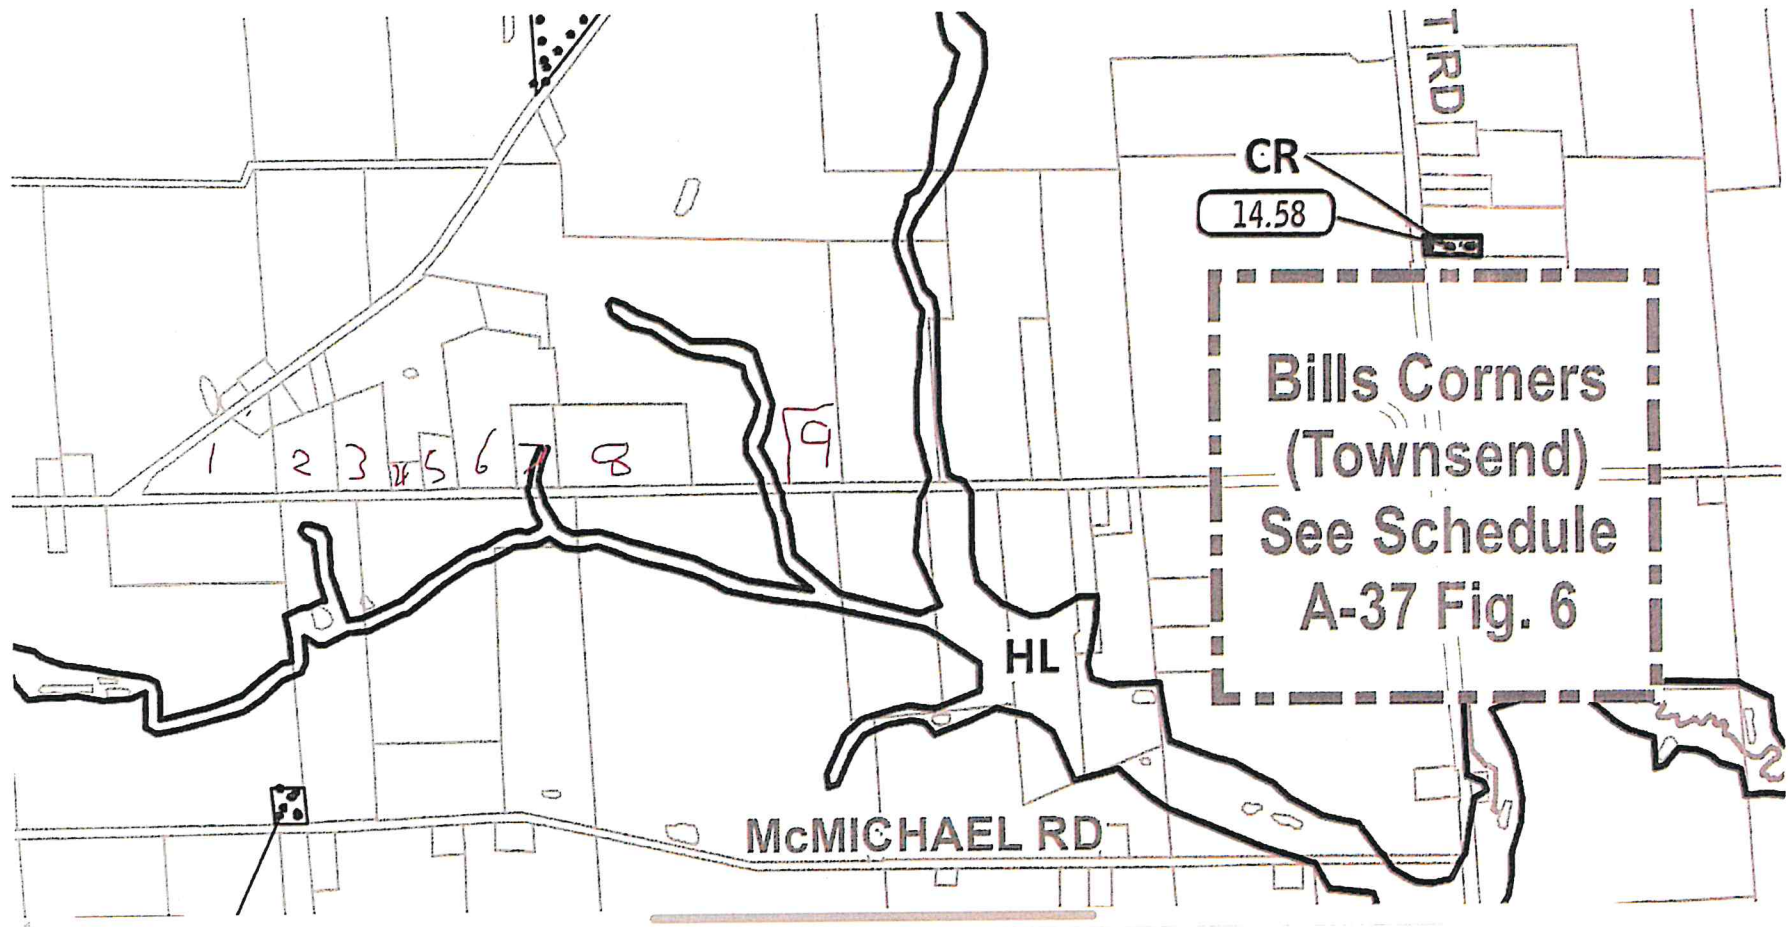 T RD
CR
14.58
Bills Corners
(Townsend)
See Schedule
A-37 Fig. 6
1 2 3 4 5 6 7 8 9
HL
McMICHAEL RD